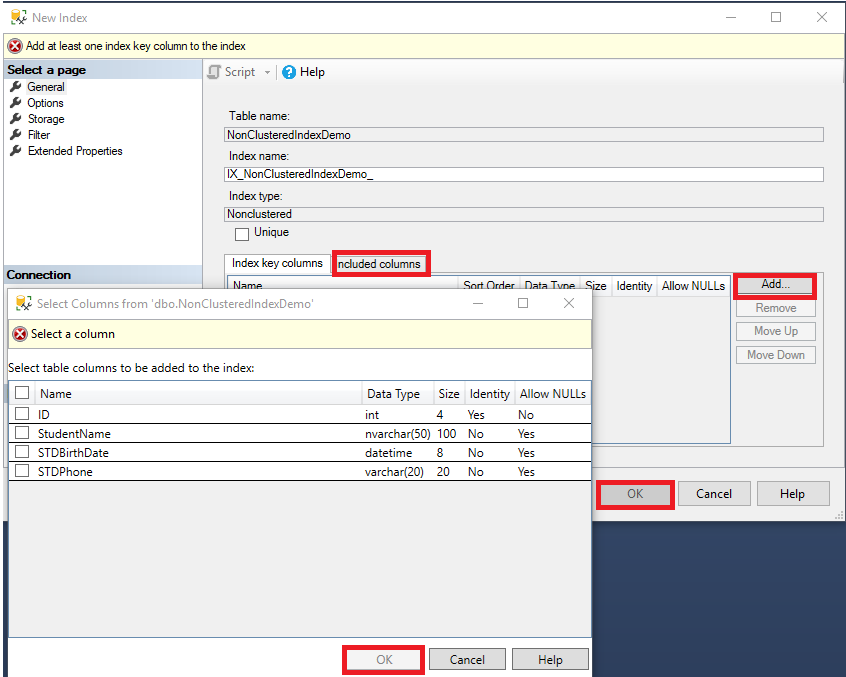 New Index
Add at least one index key column to the index
Select a page
General
Options
Storage
Filter
Extended Properties
Connection
Script
Help
Table name:
NonClusteredIndexDemo
Index name:
IX_NonClusteredIndexDemo_
Index type:
Nonclustered
Unique
Index key columns
Included columns
Name Sort Order Data Type Size Identity Allow NULLs
Add...
Remove
Move Up
Move Down
OK Cancel Help
Select Columns from 'dbo.NonClusteredIndexDemo'
Select a column
Select table columns to be added to the index:
Name Data Type Size Identity Allow NULLs
ID int 4 Yes No
StudentName nvarchar(50) 100 No Yes
STDBirthDate datetime 8 No Yes
STDPhone varchar(20) 20 No Yes
OK Cancel Help